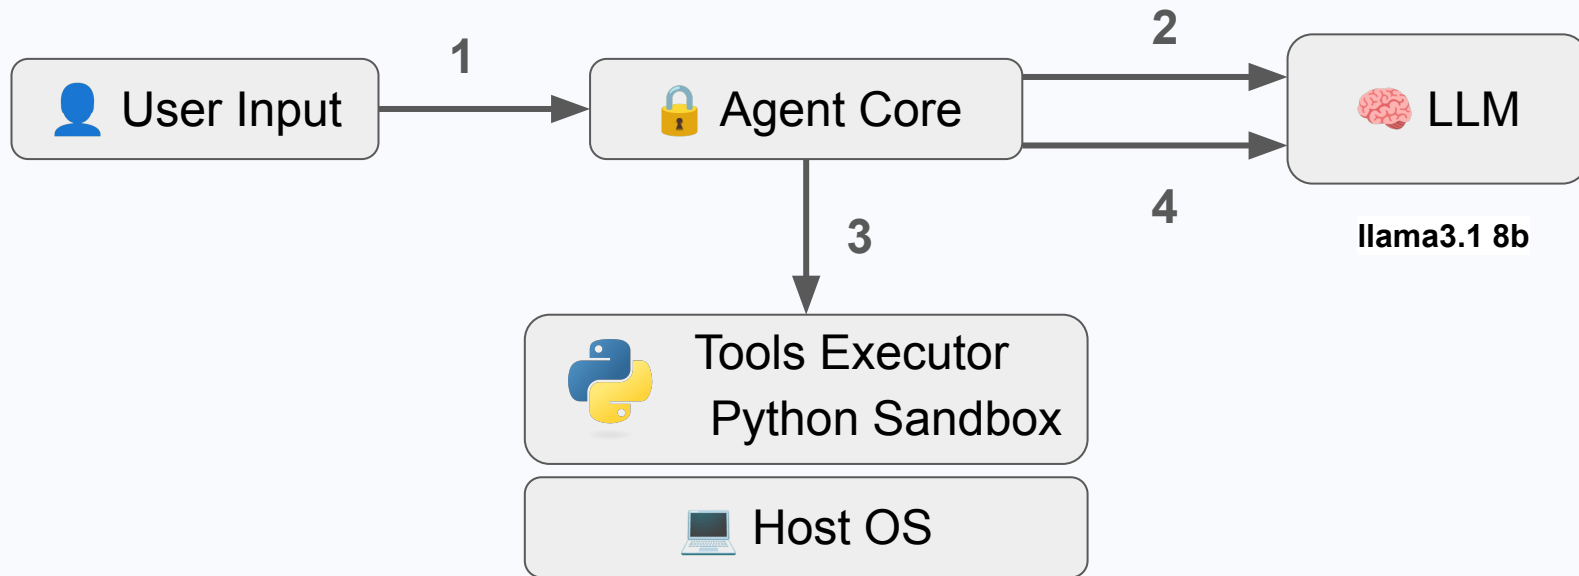 1
2
User Input
Agent Core
LLM
3
4
llama3.1 8b
Tools Executor
Python Sandbox
Host OS